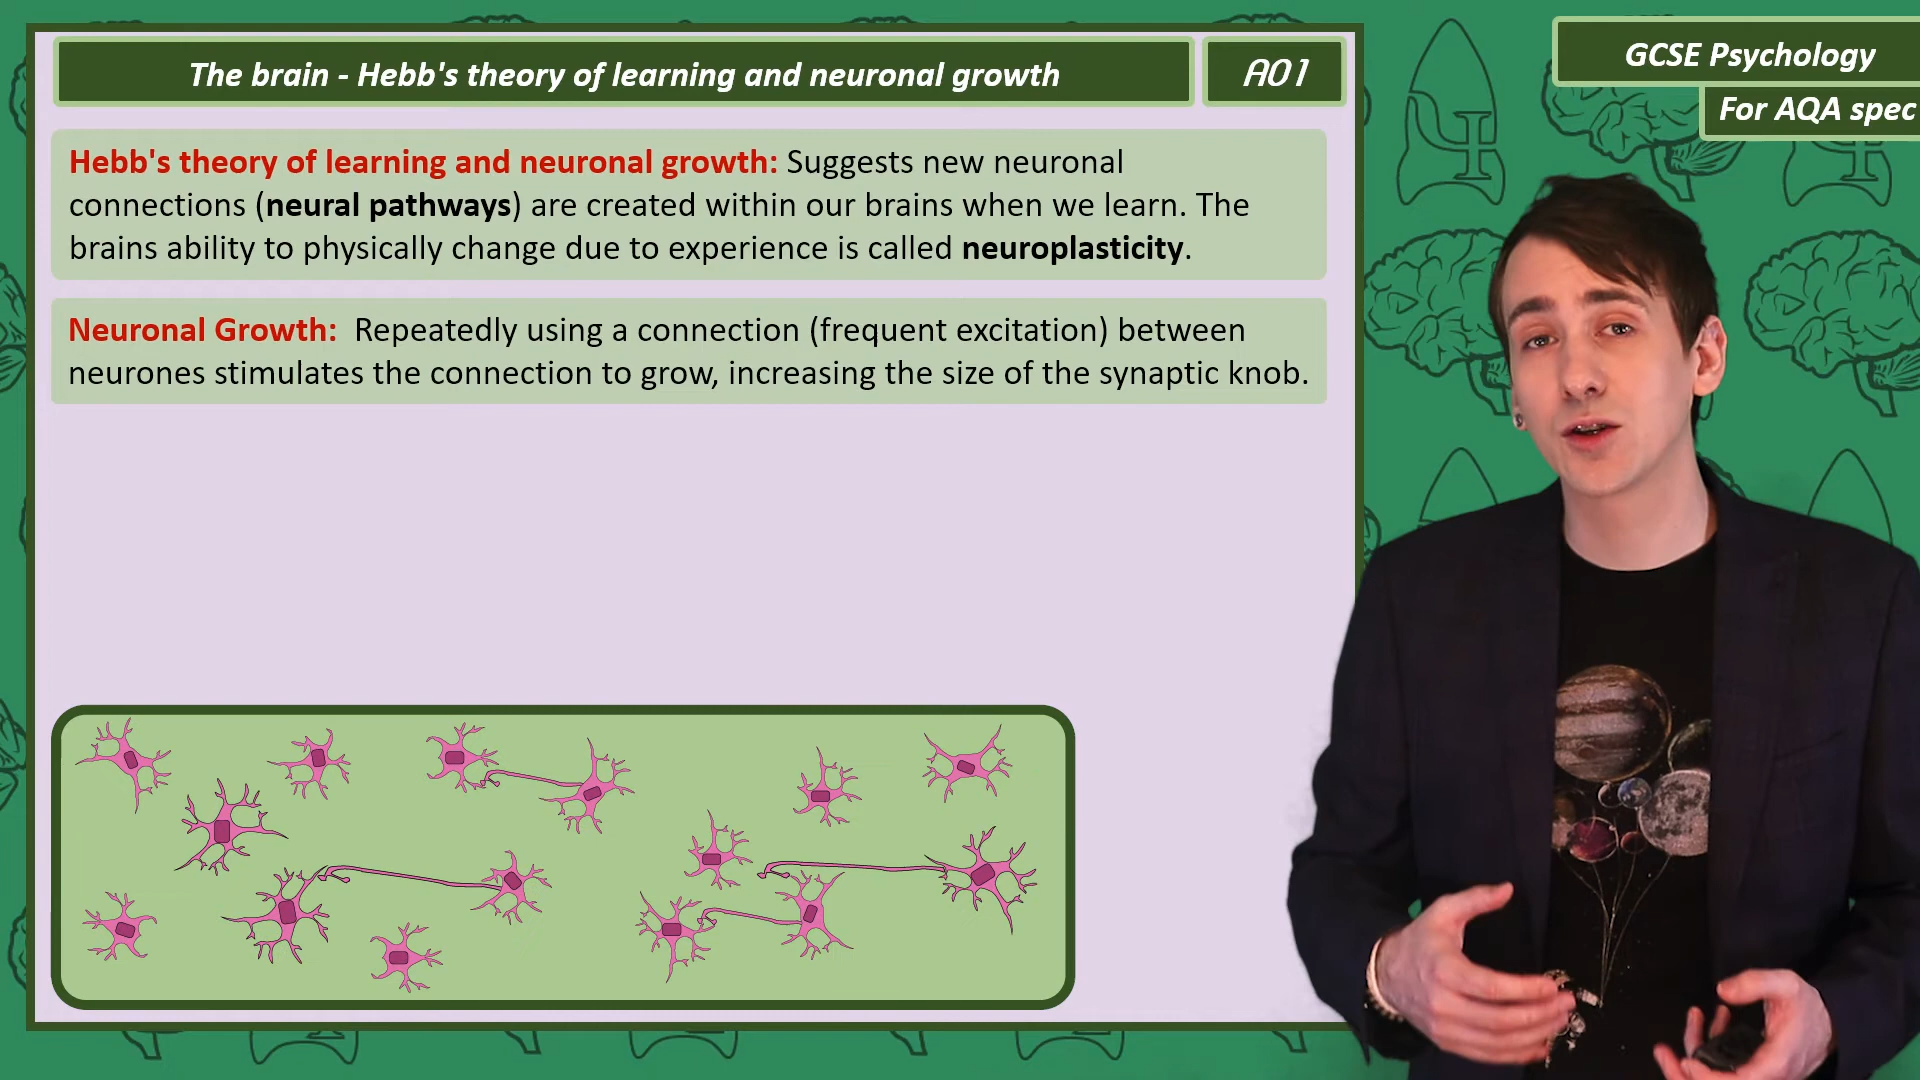 The brain - Hebb's theory of learning and neuronal growth
AO1
GCSE Psychology
For AQA spec
Hebb's theory of learning and neuronal growth: Suggests new neuronal
connections (neural pathways) are created within our brains when we learn. The
brains ability to physically change due to experience is called neuroplasticity.
Neuronal Growth: Repeatedly using a connection (frequent excitation) between
neurones stimulates the connection to grow, increasing the size of the synaptic knob.